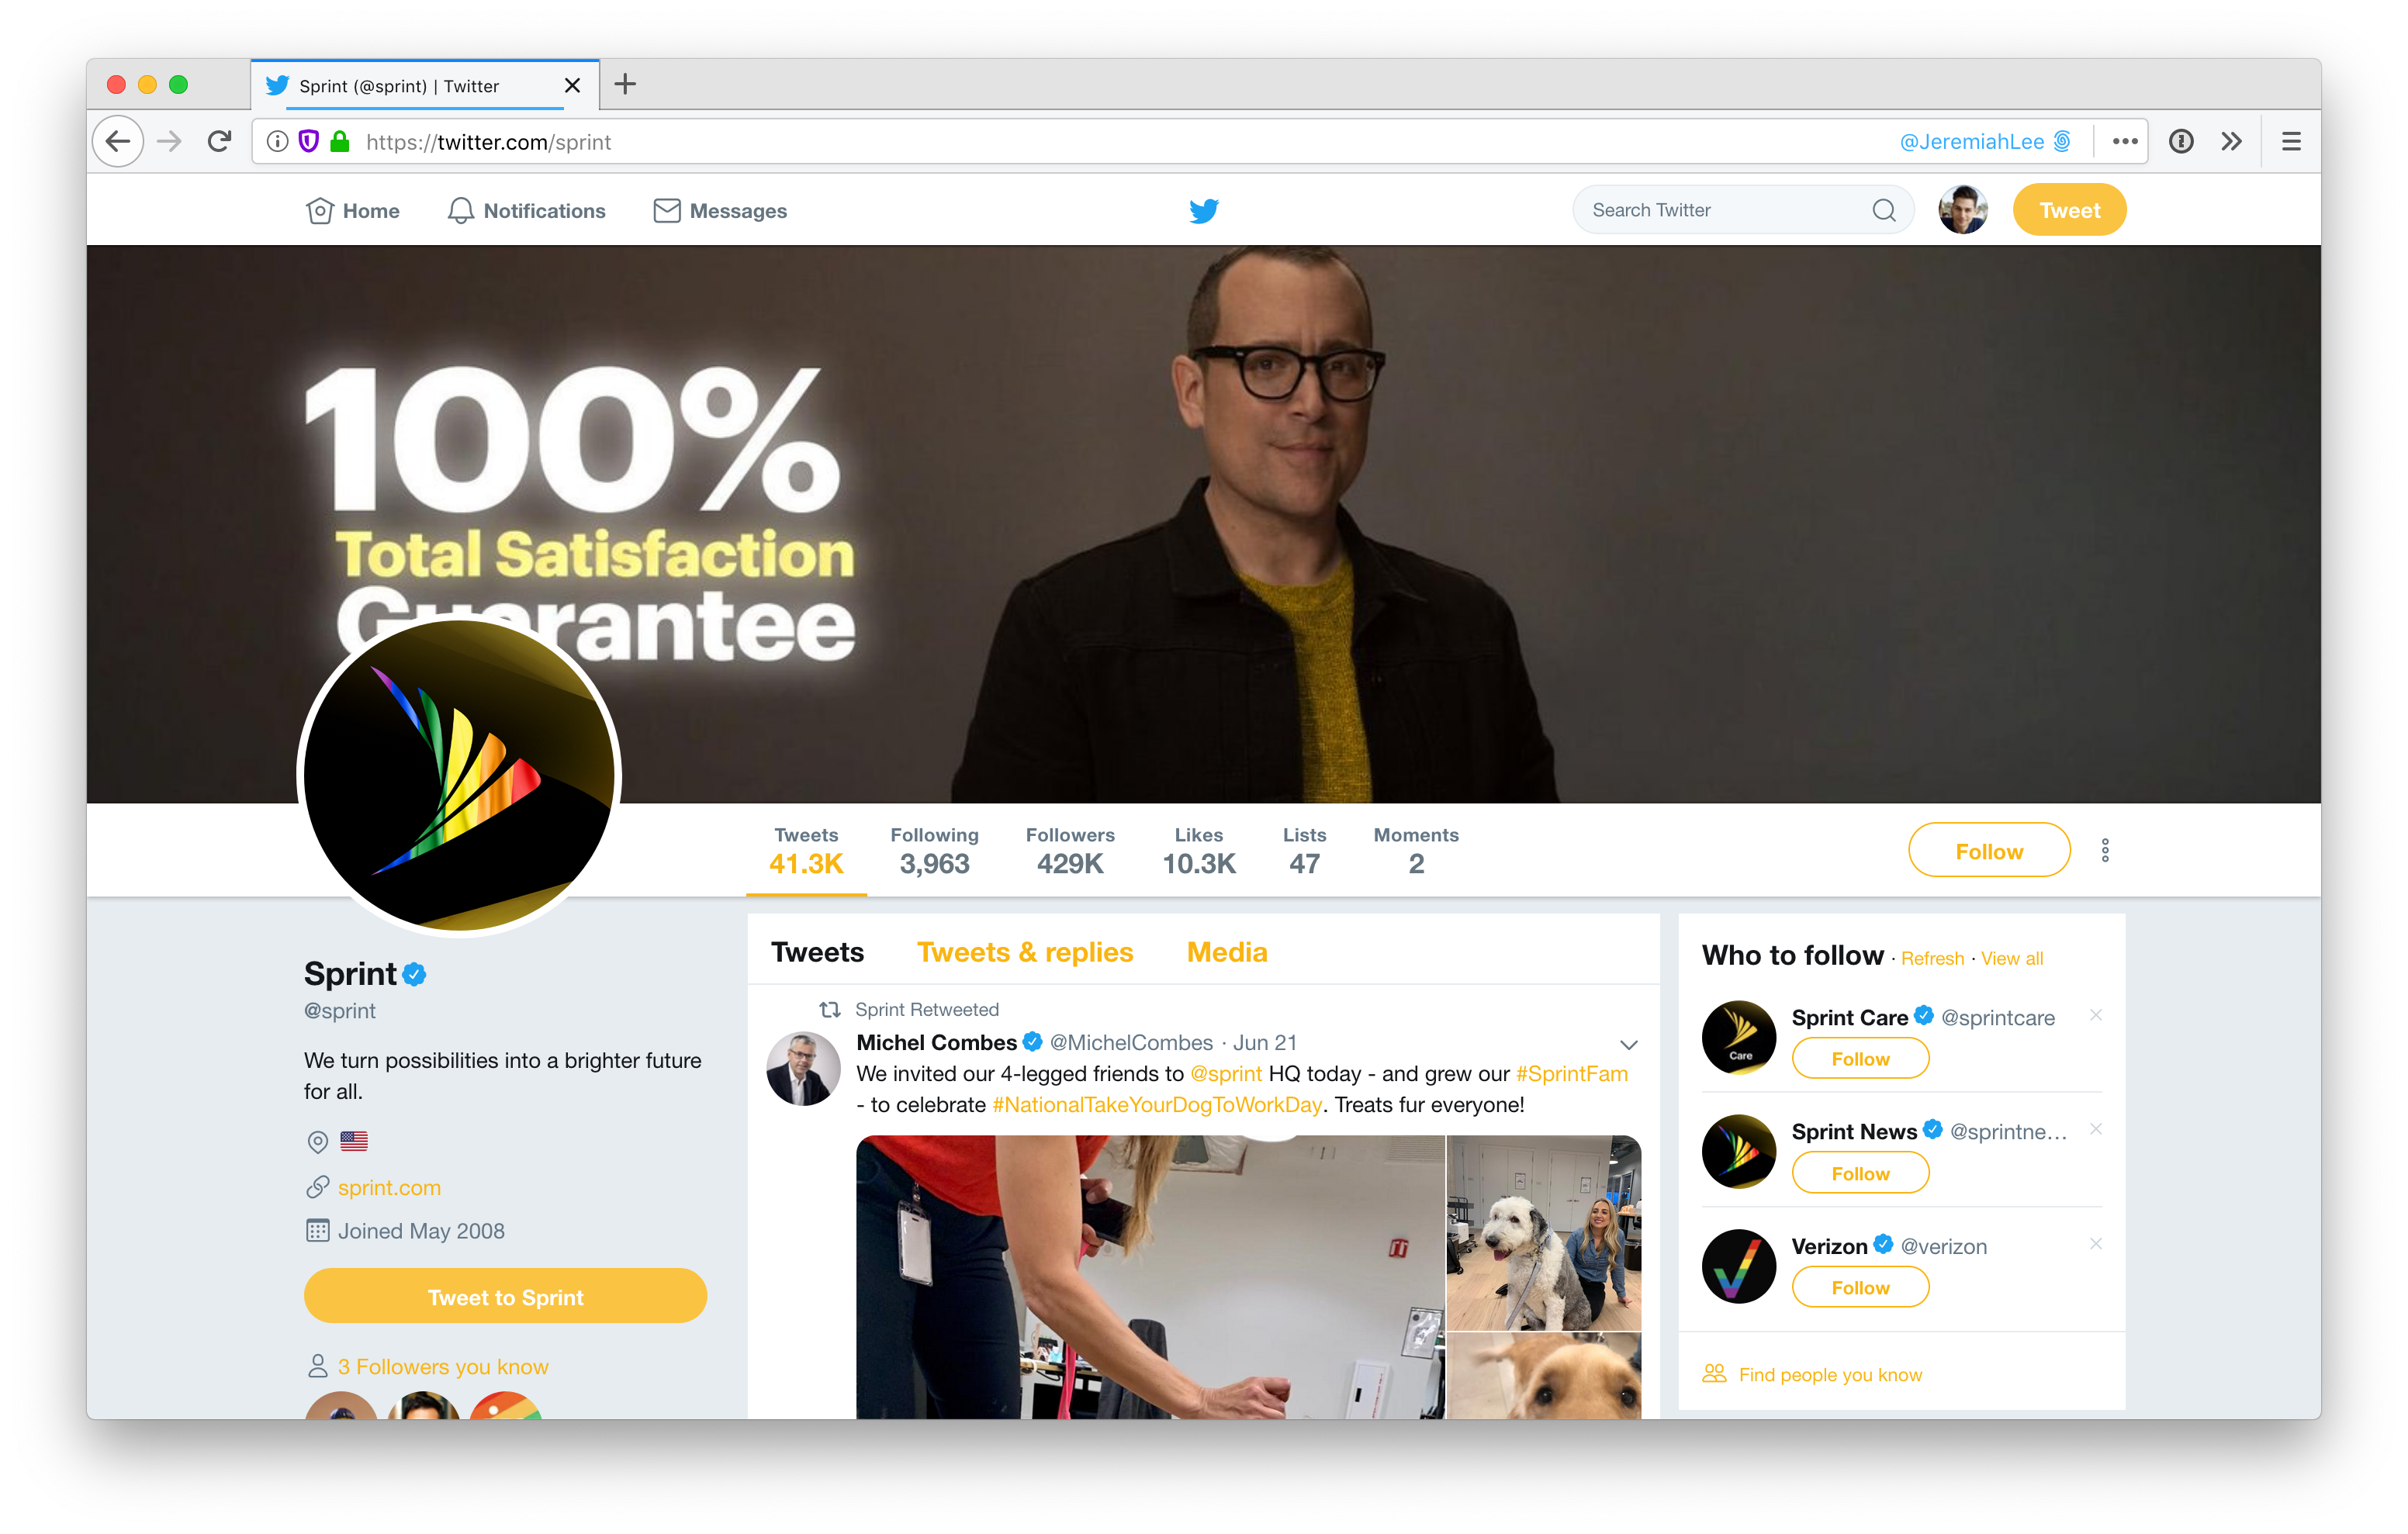 Sprint (@sprint) | Twitter
https://twitter.com/sprint
@JeremiahLee
Home
Notifications
Messages
Search Twitter
Tweet
100%
Total Satisfaction
Guarantee
Tweets
41.3K
Following
3,963
Followers
429K
Likes
10.3K
Lists
47
Moments
2
Follow
Sprint
@sprint
We turn possibilities into a brighter future
for all.
sprint.com
Joined May 2008
Tweet to Sprint
3 Followers you know
Tweets
Tweets & replies
Media
Sprint Retweeted
Michel Combes @MichelCombes · Jun 21
We invited our 4-legged friends to @sprint HQ today - and grew our #SprintFam
- to celebrate #NationalTakeYourDogToWorkDay. Treats fur everyone!
Who to follow · Refresh · View all
Care
Sprint Care @sprintcare
Follow
Sprint News @sprintne…
Follow
Verizon @verizon
Follow
Find people you know